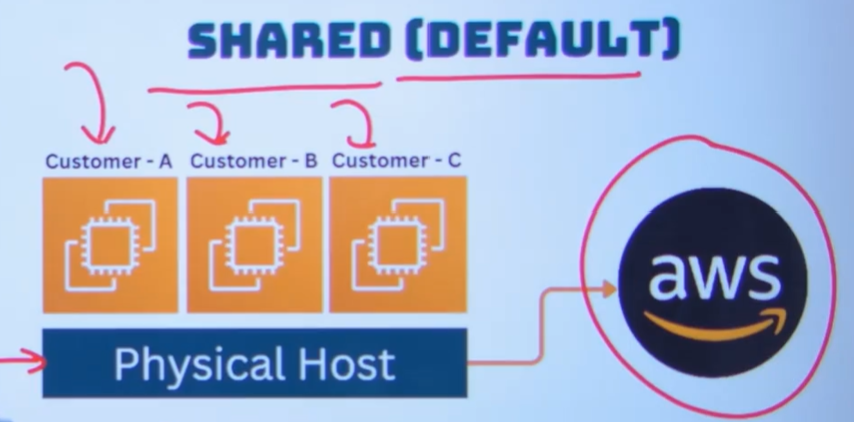 SHARED (DEFAULT)
Customer - A Customer - B Customer - C
Physical Host
aws